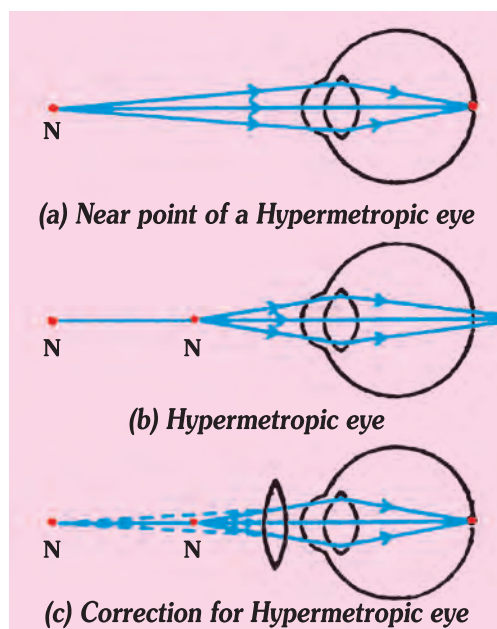 N
(a) Near point of a Hypermetropic eye
N N
(b) Hypermetropic eye
N N
(c) Correction for Hypermetropic eye